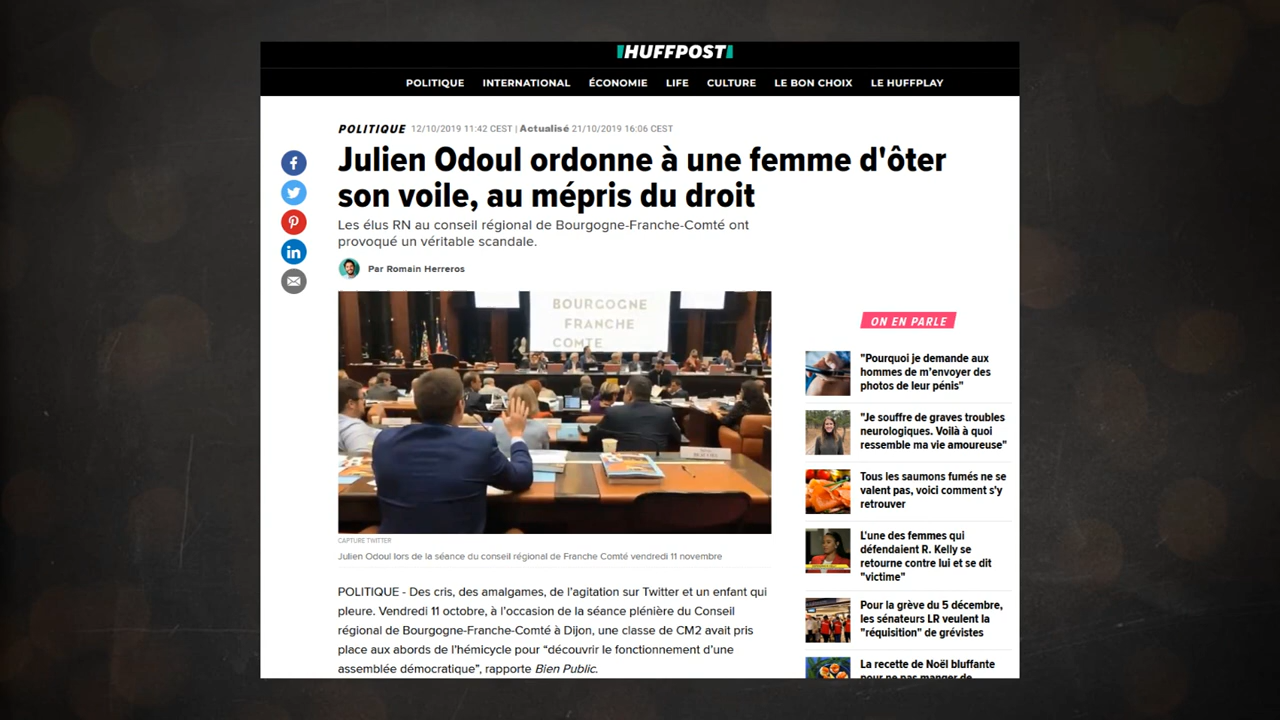 HUFFPOST
POLITIQUE INTERNATIONAL ÉCONOMIE LIFE CULTURE LE BON CHOIX LE HUFFPLAY
POLITIQUE 12/10/2019 11:42 CEST | Actualisé 21/10/2019 16:06 CEST
Julien Odoul ordonne à une femme d'ôter
son voile, au mépris du droit
Les élus RN au conseil régional de Bourgogne-Franche-Comté ont
provoqué un véritable scandale.
Par Romain Herreros
BOURGOGNE
FRANCHE
COMTE
CAPTURE TWITTER
Julien Odoul lors de la séance du conseil régional de Franche Comté vendredi 11 novembre
POLITIQUE - Des cris, des amalgames, de l'agitation sur Twitter et un enfant qui
pleure. Vendredi 11 octobre, à l'occasion de la séance plénière du Conseil
régional de Bourgogne-Franche-Comté à Dijon, une classe de CM2 avait pris
place aux abords de l'hémicycle pour “découvrir le fonctionnement d'une
assemblée démocratique”, rapporte Bien Public.
ON EN PARLE
"Pourquoi je demande aux
hommes de m'envoyer des
photos de leur pénis"
"Je souffre de graves troubles
neurologiques. Voilà à quoi
ressemble ma vie amoureuse"
Tous les saumons fumés ne se
valent pas, voici comment s'y
retrouver
L'une des femmes qui
défendaient R. Kelly se
retourne contre lui et se dit
"victime"
Pour la grève du 5 décembre,
les sénateurs LR veulent la
"réquisition" de grévistes
La recette de Noël bluffante
pour ne pas manger de